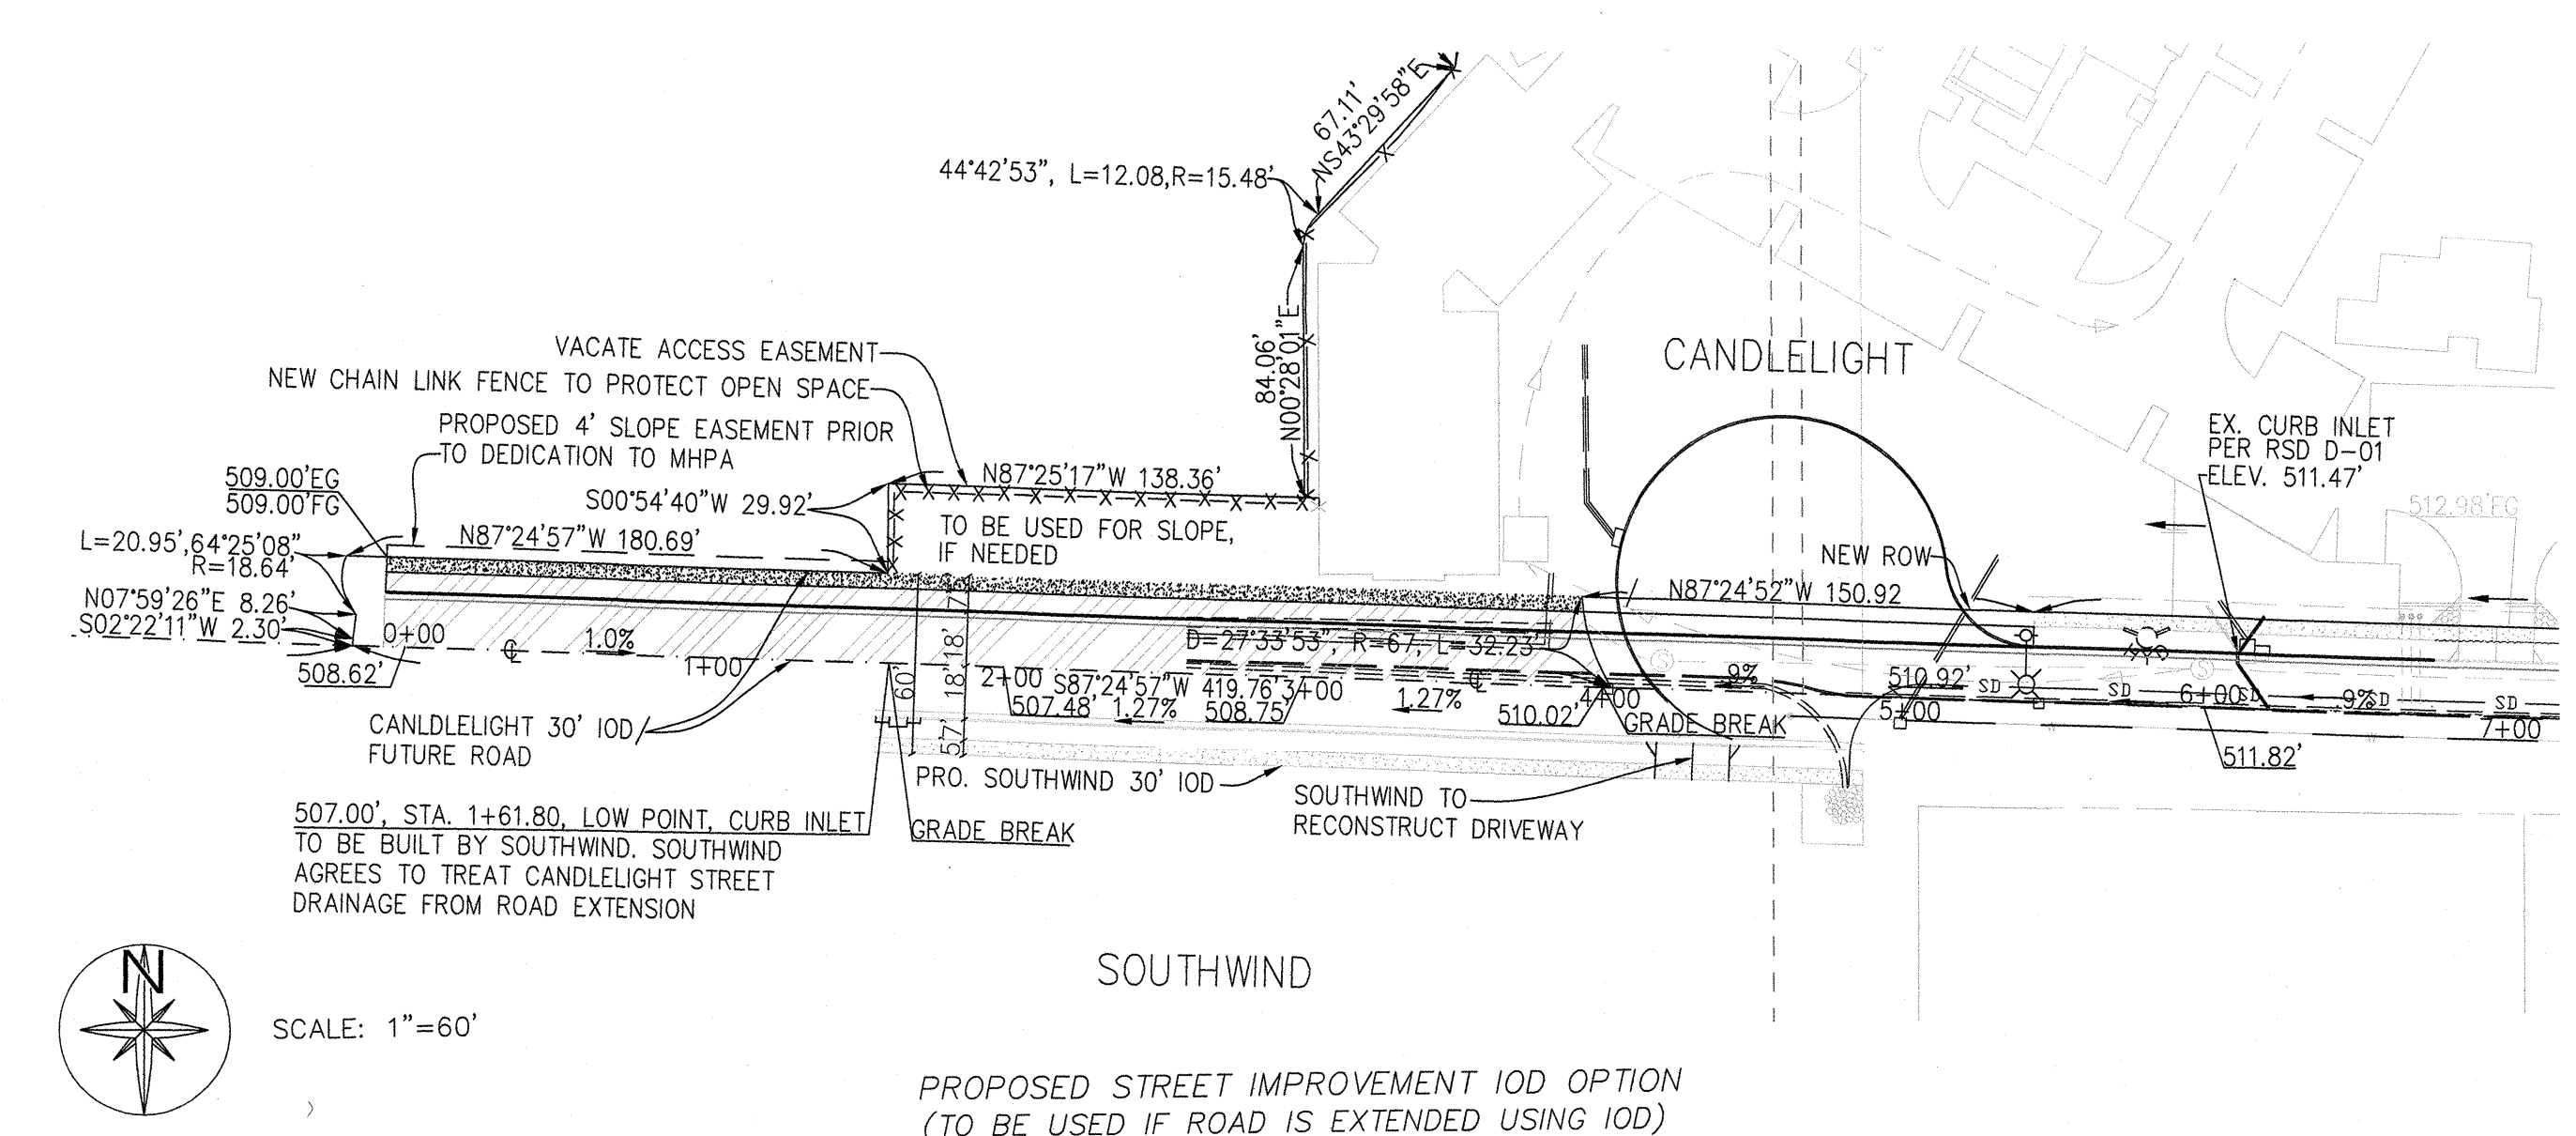 67.11'
NS43°29'58"E
44°42'53", L=12.08,R=15.48'
84.06'
N00°28'01"E
CANDLELIGHT
VACATE ACCESS EASEMENT
NEW CHAIN LINK FENCE TO PROTECT OPEN SPACE
PROPOSED 4' SLOPE EASEMENT PRIOR
TO DEDICATION TO MHPA
EX. CURB INLET
PER RSD D-01
ELEV. 511.47'
512.98'FG
509.00'EG
509.00'FG
N87°25'17"W 138.36'
S00°54'40"W 29.92'
TO BE USED FOR SLOPE,
IF NEEDED
N87°24'57"W 180.69'
L=20.95',64°25'08"
R=18.64'
NEW ROW
N87°24'52"W 150.92
N07°59'26"E 8.26'
S02°22'11"W 2.30'
0+00
508.62'
1.0%
1+00
7'
18'
18'
60'
57'
D=27°33'53", R=67, L=32.23'
2+00
S87°24'57"W 419.76'
3+00
507.48'
1.27%
508.75'
1.27%
510.02'
4+00
9%
510.92'
5+00
SD
SD
6+00
SD
.9%
SD
SD
7+00
511.82'
GRADE BREAK
CANLDLELIGHT 30' IOD
FUTURE ROAD
PRO. SOUTHWIND 30' IOD
SOUTHWIND TO
RECONSTRUCT DRIVEWAY
507.00', STA. 1+61.80, LOW POINT, CURB INLET
TO BE BUILT BY SOUTHWIND. SOUTHWIND
AGREES TO TREAT CANDLELIGHT STREET
DRAINAGE FROM ROAD EXTENSION
GRADE BREAK
SOUTHWIND
N
SCALE: 1"=60'
PROPOSED STREET IMPROVEMENT IOD OPTION
(TO BE USED IF ROAD IS EXTENDED USING IOD)